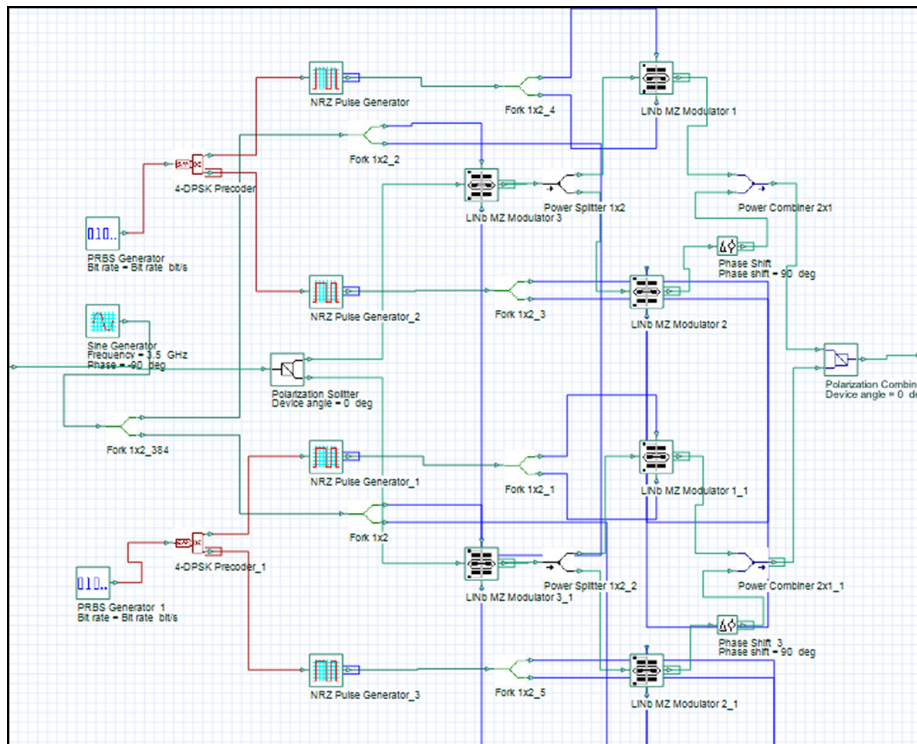 NRZ Pulse Generator
Fork 1x2_4
LiNb MZ Modulator 1
Fork 1x2_2
4-DPSK Precoder
LiNb MZ Modulator 3
Power Splitter 1x2
Power Combiner 2x1
010..
PRBS Generator
Bit rate = Bit rate bit/s
Phase Shift
Phase shift = 90 deg
NRZ Pulse Generator_2
Fork 1x2_3
LiNb MZ Modulator 2
Sine Generator
Frequency = 3.5 GHz
Phase = -90 deg
Polarization Splitter
Device angle = 0 deg
Polarization Combin
Device angle = 0 de
Fork 1x2_384
NRZ Pulse Generator_1
Fork 1x2_1
LiNb MZ Modulator 1_1
Fork 1x2
4-DPSK Precoder_1
LiNb MZ Modulator 3_1
Power Splitter 1x2_2
Power Combiner 2x1_1
010..
PRBS Generator_1
Bit rate = Bit rate bit/s
Phase Shift_3
Phase shift = 90 deg
NRZ Pulse Generator_3
Fork 1x2_5
LiNb MZ Modulator 2_1